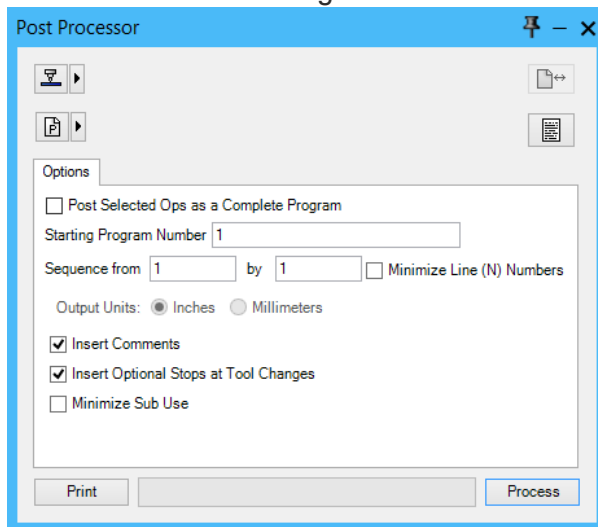 Post Processor
P
Options
Post Selected Ops as a Complete Program
Starting Program Number 1
Sequence from 1 by 1 Minimize Line (N) Numbers
Output Units: Inches Millimeters
Insert Comments
Insert Optional Stops at Tool Changes
Minimize Sub Use
Print Process